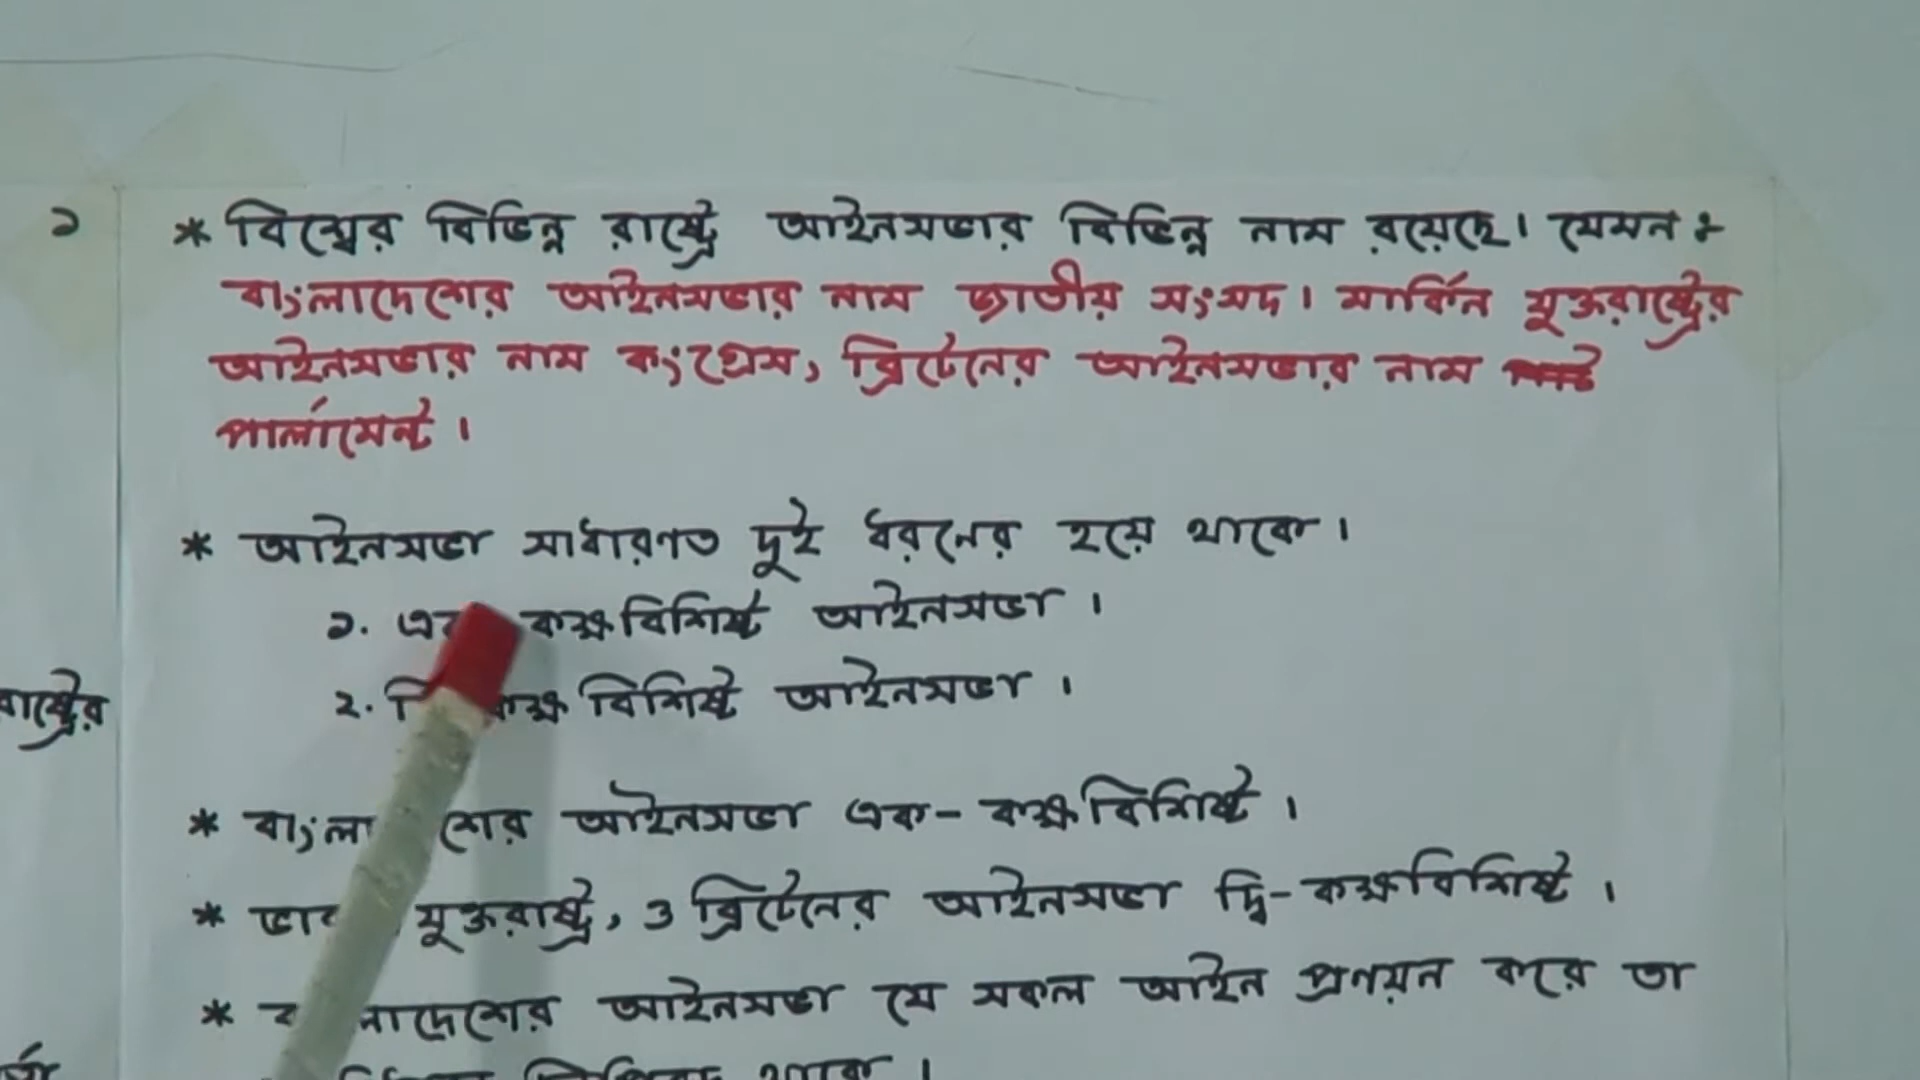 ১
* বিশ্বের বিভিন্ন রাষ্ট্রে আইনসভার বিভিন্ন নাম রয়েছে। যেমনঃ
বাংলাদেশের আইনসভার নাম জাতীয় সংসদ। মার্কিন যুক্তরাষ্ট্রের
আইনসভার নাম কংগ্রেস, ব্রিটেনের আইনসভার নাম
পার্লামেন্ট।
* আইনসভা সাধারণত দুই ধরনের হয়ে থাকে।
১. কক্ষবিশিষ্ট আইনসভা।
২. কক্ষ বিশিষ্ট আইনসভা।
রাষ্ট্রের
* আইনসভা এক-কক্ষবিশিষ্ট।
* যুক্তরাষ্ট্র, ও ব্রিটেনের আইনসভা দ্বি-কক্ষবিশিষ্ট।
* আইনসভা যে সকল আইন প্রণয়ন করে তা
থাকে।